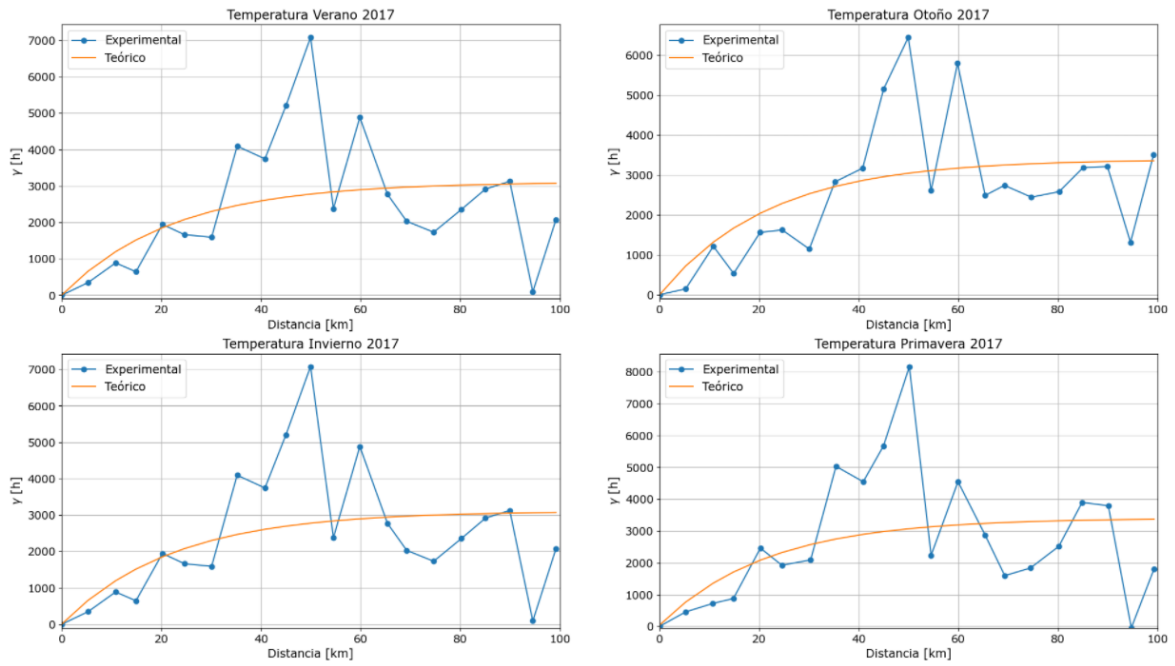 Temperatura Verano 2017
Experimental
Teórico
7000
6000
5000
4000
3000
2000
1000
0
γ [h]
0 20 40 60 80 100
Distancia [km]
Temperatura Otoño 2017
Experimental
Teórico
6000
5000
4000
3000
2000
1000
0
γ [h]
0 20 40 60 80 100
Distancia [km]
Temperatura Invierno 2017
Experimental
Teórico
7000
6000
5000
4000
3000
2000
1000
0
γ [h]
0 20 40 60 80 100
Distancia [km]
Temperatura Primavera 2017
Experimental
Teórico
8000
7000
6000
5000
4000
3000
2000
1000
0
γ [h]
0 20 40 60 80 100
Distancia [km]